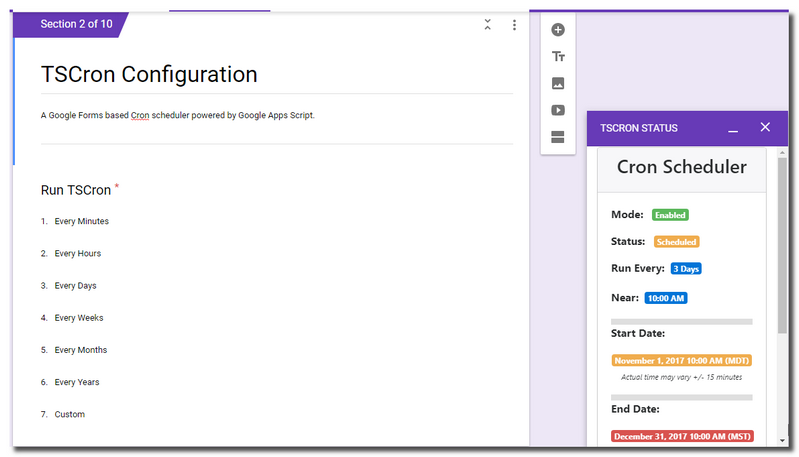 Section 2 of 10
TSCron Configuration
A Google Forms based Cron scheduler powered by Google Apps Script.
Run TSCron *
1. Every Minutes
2. Every Hours
3. Every Days
4. Every Weeks
5. Every Months
6. Every Years
7. Custom
Tт
TSCRON STATUS
Cron Scheduler
Mode: Enabled
Status: Scheduled
Run Every: 3 Days
Near: 10:00 AM
Start Date:
November 1, 2017 10:00 AM (MDT)
Actual time may vary +/- 15 minutes
End Date:
December 31, 2017 10:00 AM (MST)